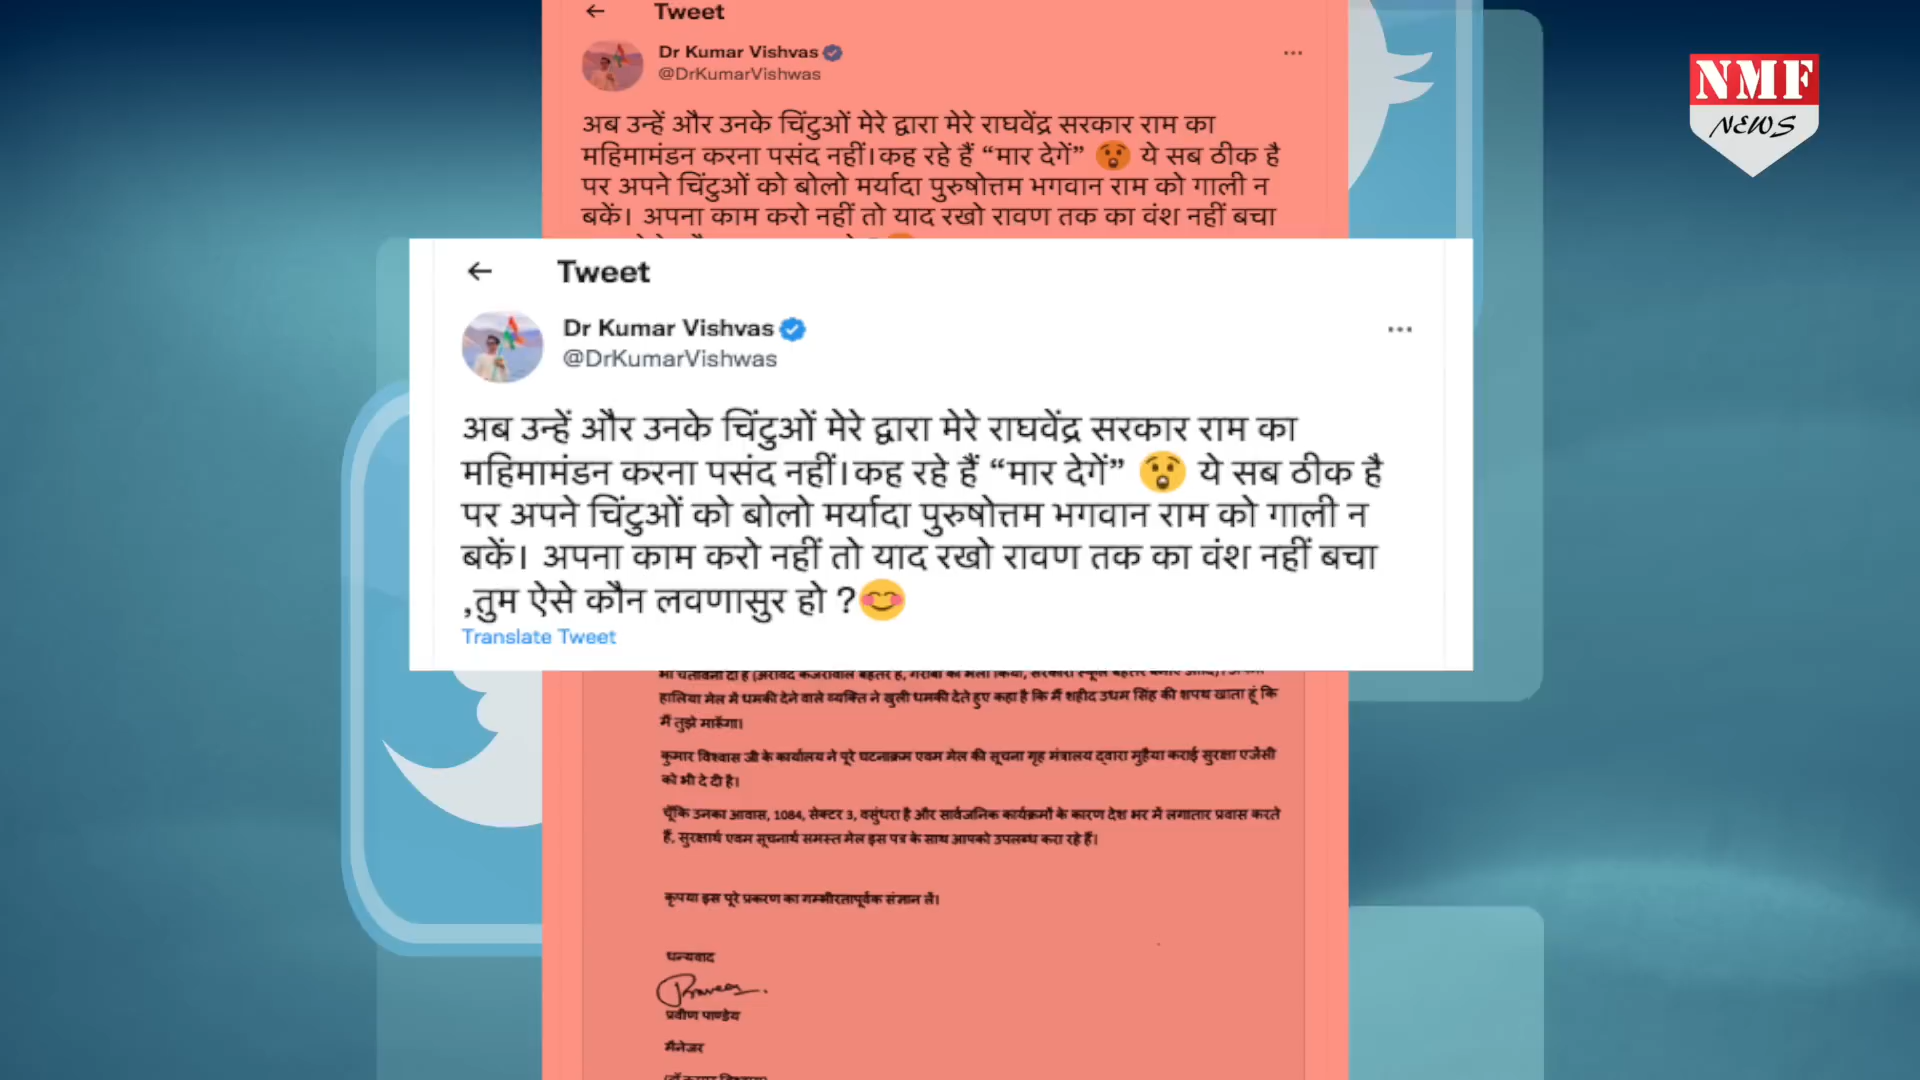 Tweet
Dr Kumar Vishvas
@DrKumarVishwas
अब उन्हें और उनके चिंटुओं मेरे द्वारा मेरे राघवेंद्र सरकार राम का
महिमामंडन करना पसंद नहीं।कह रहे हैं “मार देगें” 😲 ये सब ठीक है
पर अपने चिंटुओं को बोलो मर्यादा पुरुषोत्तम भगवान राम को गाली न
बकें। अपना काम करो नहीं तो याद रखो रावण तक का वंश नहीं बचा
NMF
NEWS
Tweet
Dr Kumar Vishvas
@DrKumarVishwas
अब उन्हें और उनके चिंटुओं मेरे द्वारा मेरे राघवेंद्र सरकार राम का
महिमामंडन करना पसंद नहीं।कह रहे हैं “मार देगें” 😲 ये सब ठीक है
पर अपने चिंटुओं को बोलो मर्यादा पुरुषोत्तम भगवान राम को गाली न
बकें। अपना काम करो नहीं तो याद रखो रावण तक का वंश नहीं बचा
,तुम ऐसे कौन लवणासुर हो ?😊
Translate Tweet
हालिया मेल में धमकी देने वाले व्यक्ति ने खुली धमकी देते हुए कहा है कि मैं शहीद उधम सिंह की शपथ खाता हूं कि
मैं तुझे मारूँगा।
कुमार विश्वास जी के कार्यालय ने पूरे घटनाक्रम एवम मेल की सूचना गृह मंत्रालय द्वारा मुहैया कराई सुरक्षा एजेंसी
को भी दे दी है।
चूँकि उनका आवास, 1084, सेक्टर 3, वसुंधरा है और सार्वजनिक कार्यक्रमों के कारण देश भर में लगातार प्रवास करते
हैं, सुरक्षार्थ एवम सूचनार्थ समस्त मेल इस पत्र के साथ आपको उपलब्ध करा रहे हैं।
कृपया इस पूरे प्रकरण का गम्भीरतापूर्वक संज्ञान लें।
धन्यवाद
प्रवीण पाण्डेय
मैनेजर